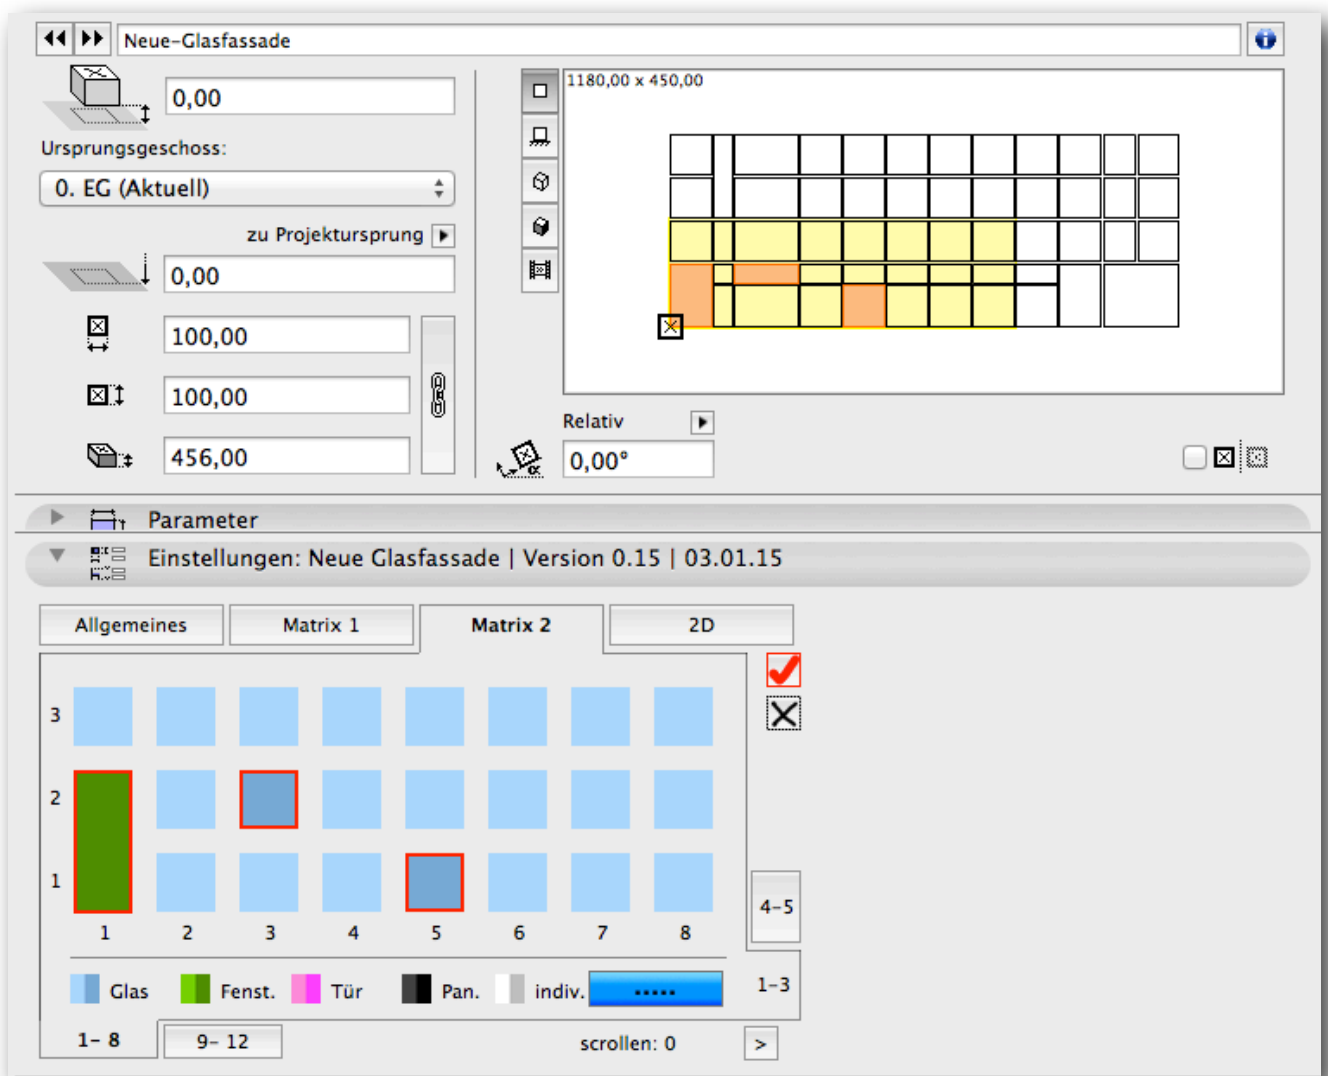 Neue-Glasfassade
0,00
1180,00 x 450,00
Ursprungsgeschoss:
0. EG (Aktuell)
zu Projektursprung
0,00
100,00
100,00
456,00
Relativ
0,00°
α
Parameter
Einstellungen: Neue Glasfassade | Version 0.15 | 03.01.15
Allgemeines Matrix 1 Matrix 2 2D
3
2
1
4-5
1 2 3 4 5 6 7 8
Glas Fenst. Tür Pan. indiv. ..... 1-3
1- 8 9- 12 scrollen: 0 >